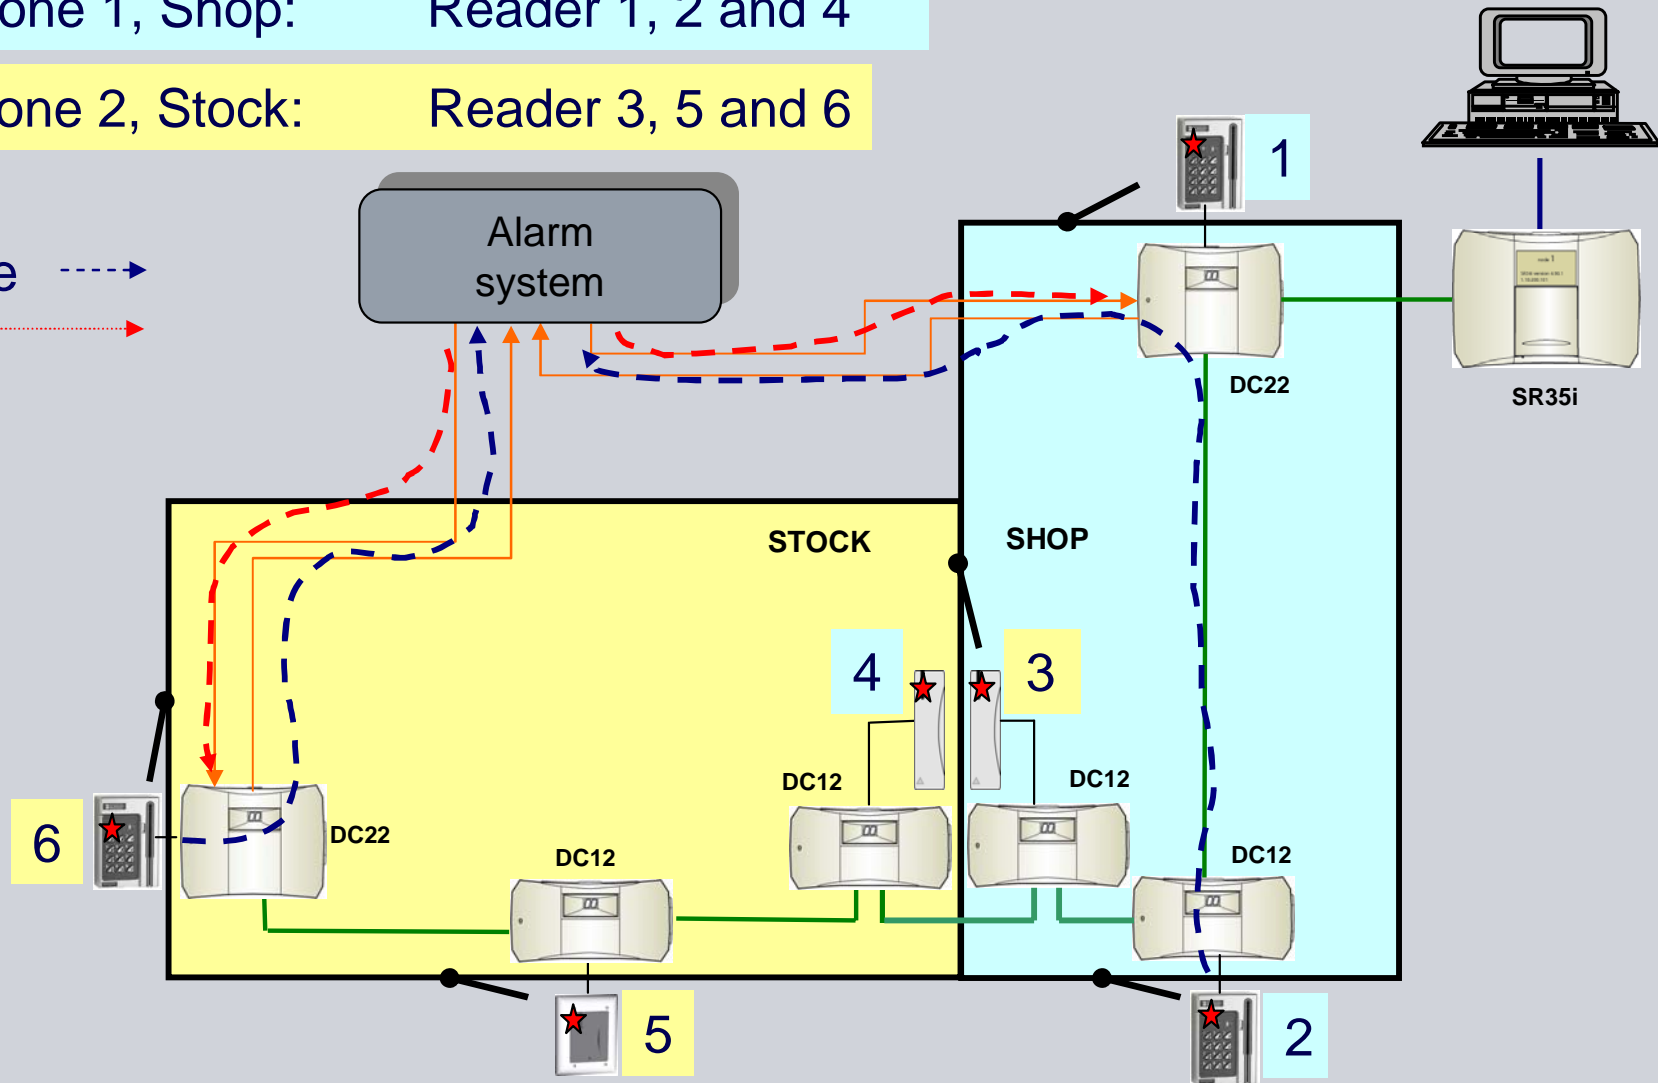 one 1, Shop: Reader 1, 2 and 4
one 2, Stock: Reader 3, 5 and 6
1
Alarm
system
e
DC22
SR35i
STOCK
SHOP
4
3
DC12
DC12
6
DC22
DC12
DC12
5
2